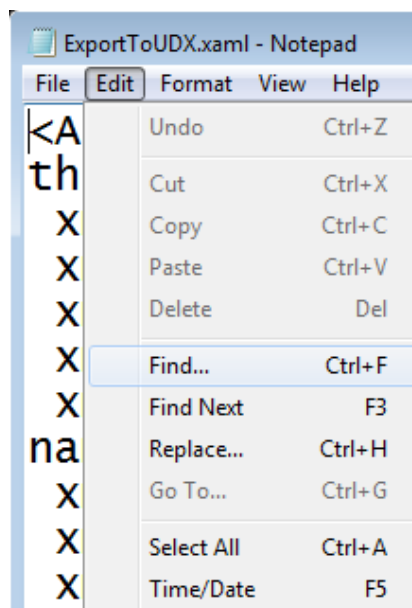 ExportToUDX.xaml - Notepad
File Edit Format View Help
<A
th
x
x
x
x
x
na
x
x
x
Undo Ctrl+Z
Cut Ctrl+X
Copy Ctrl+C
Paste Ctrl+V
Delete Del
Find... Ctrl+F
Find Next F3
Replace... Ctrl+H
Go To... Ctrl+G
Select All Ctrl+A
Time/Date F5